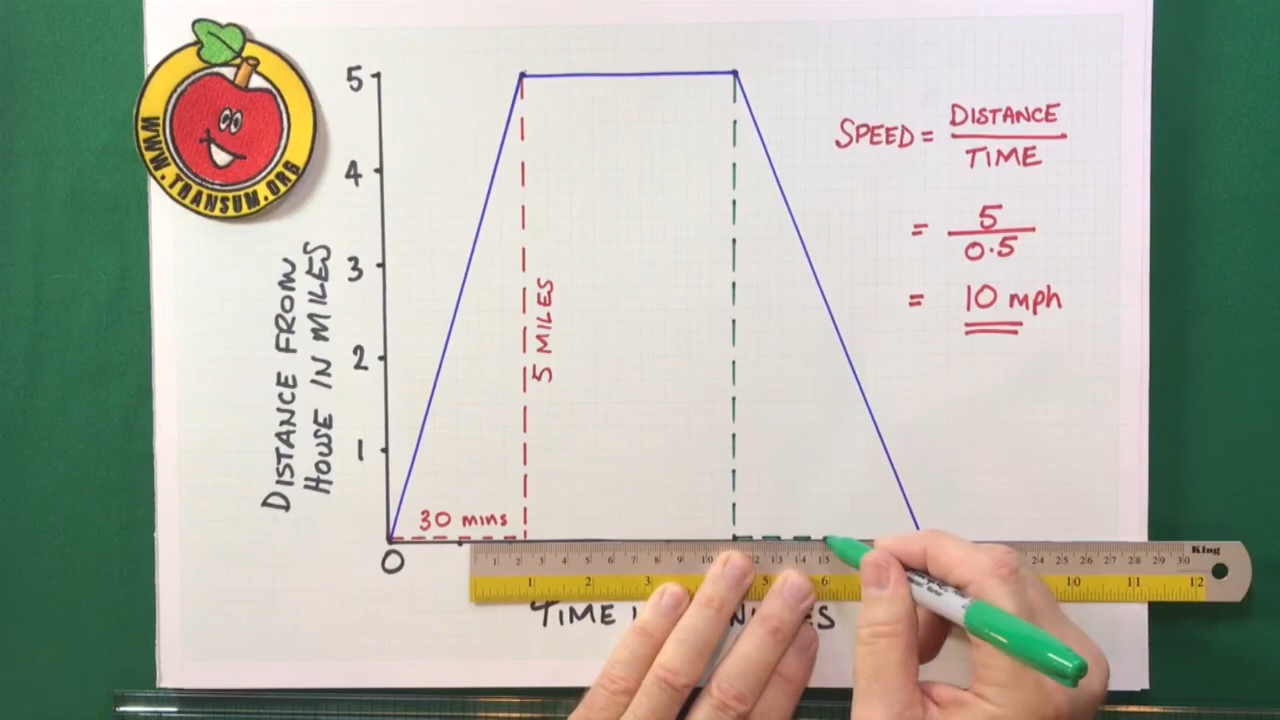 WWW.TRANSUM.ORG
DISTANCE FROM
HOUSE IN MILES
5
4
3
2
1
0
30 mins
5 MILES
SPEED = DISTANCE
TIME
= 5
0.5
= 10 mph
TIME
King